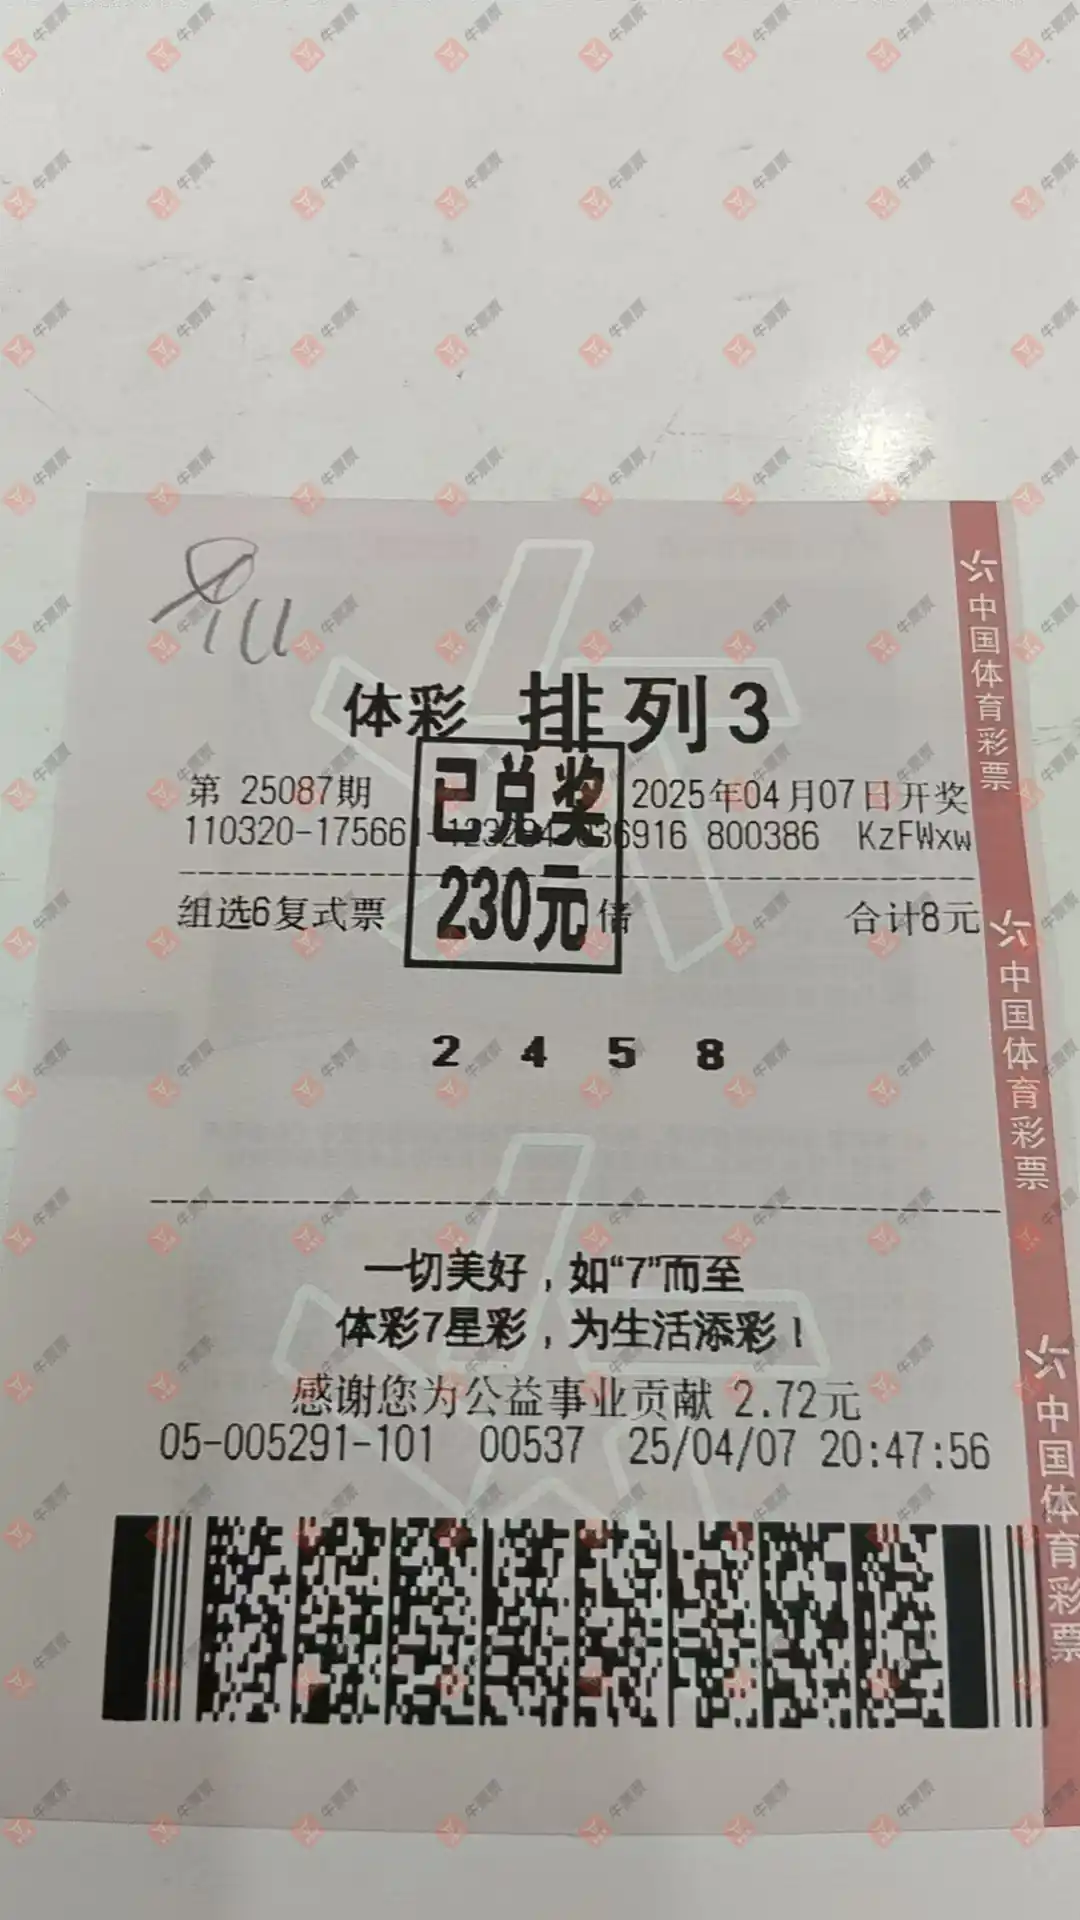 体彩 排列3
已兑奖
第 25087期 2025年04月07日开奖
110320-17566 036916 800386 KzFWxw
230元
组选6复式票 倍 合计8元
2 4 5 8
一切美好，如“7”而至
体彩7星彩，为生活添彩！
感谢您为公益事业贡献 2.72元
05-005291-101 00537 25/04/07 20:47:56
中国体育彩票
中国体育彩票
中国体育彩票
牛票票